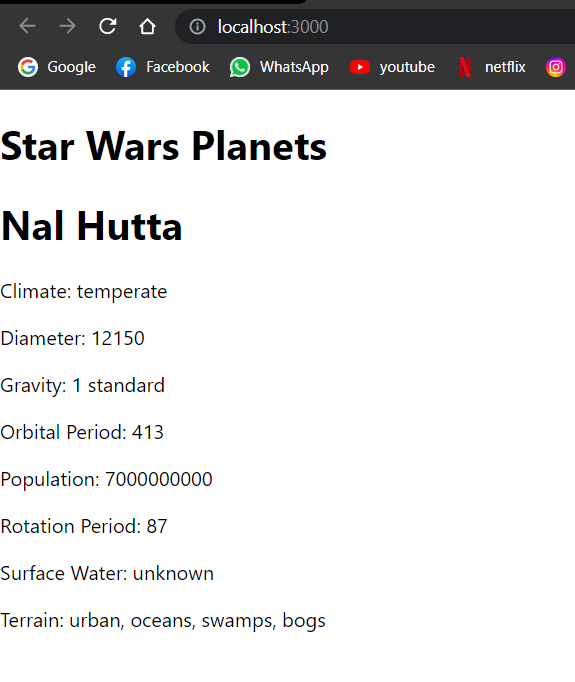 localhost:3000
Google Facebook WhatsApp youtube netflix
Star Wars Planets
Nal Hutta
Climate: temperate
Diameter: 12150
Gravity: 1 standard
Orbital Period: 413
Population: 7000000000
Rotation Period: 87
Surface Water: unknown
Terrain: urban, oceans, swamps, bogs